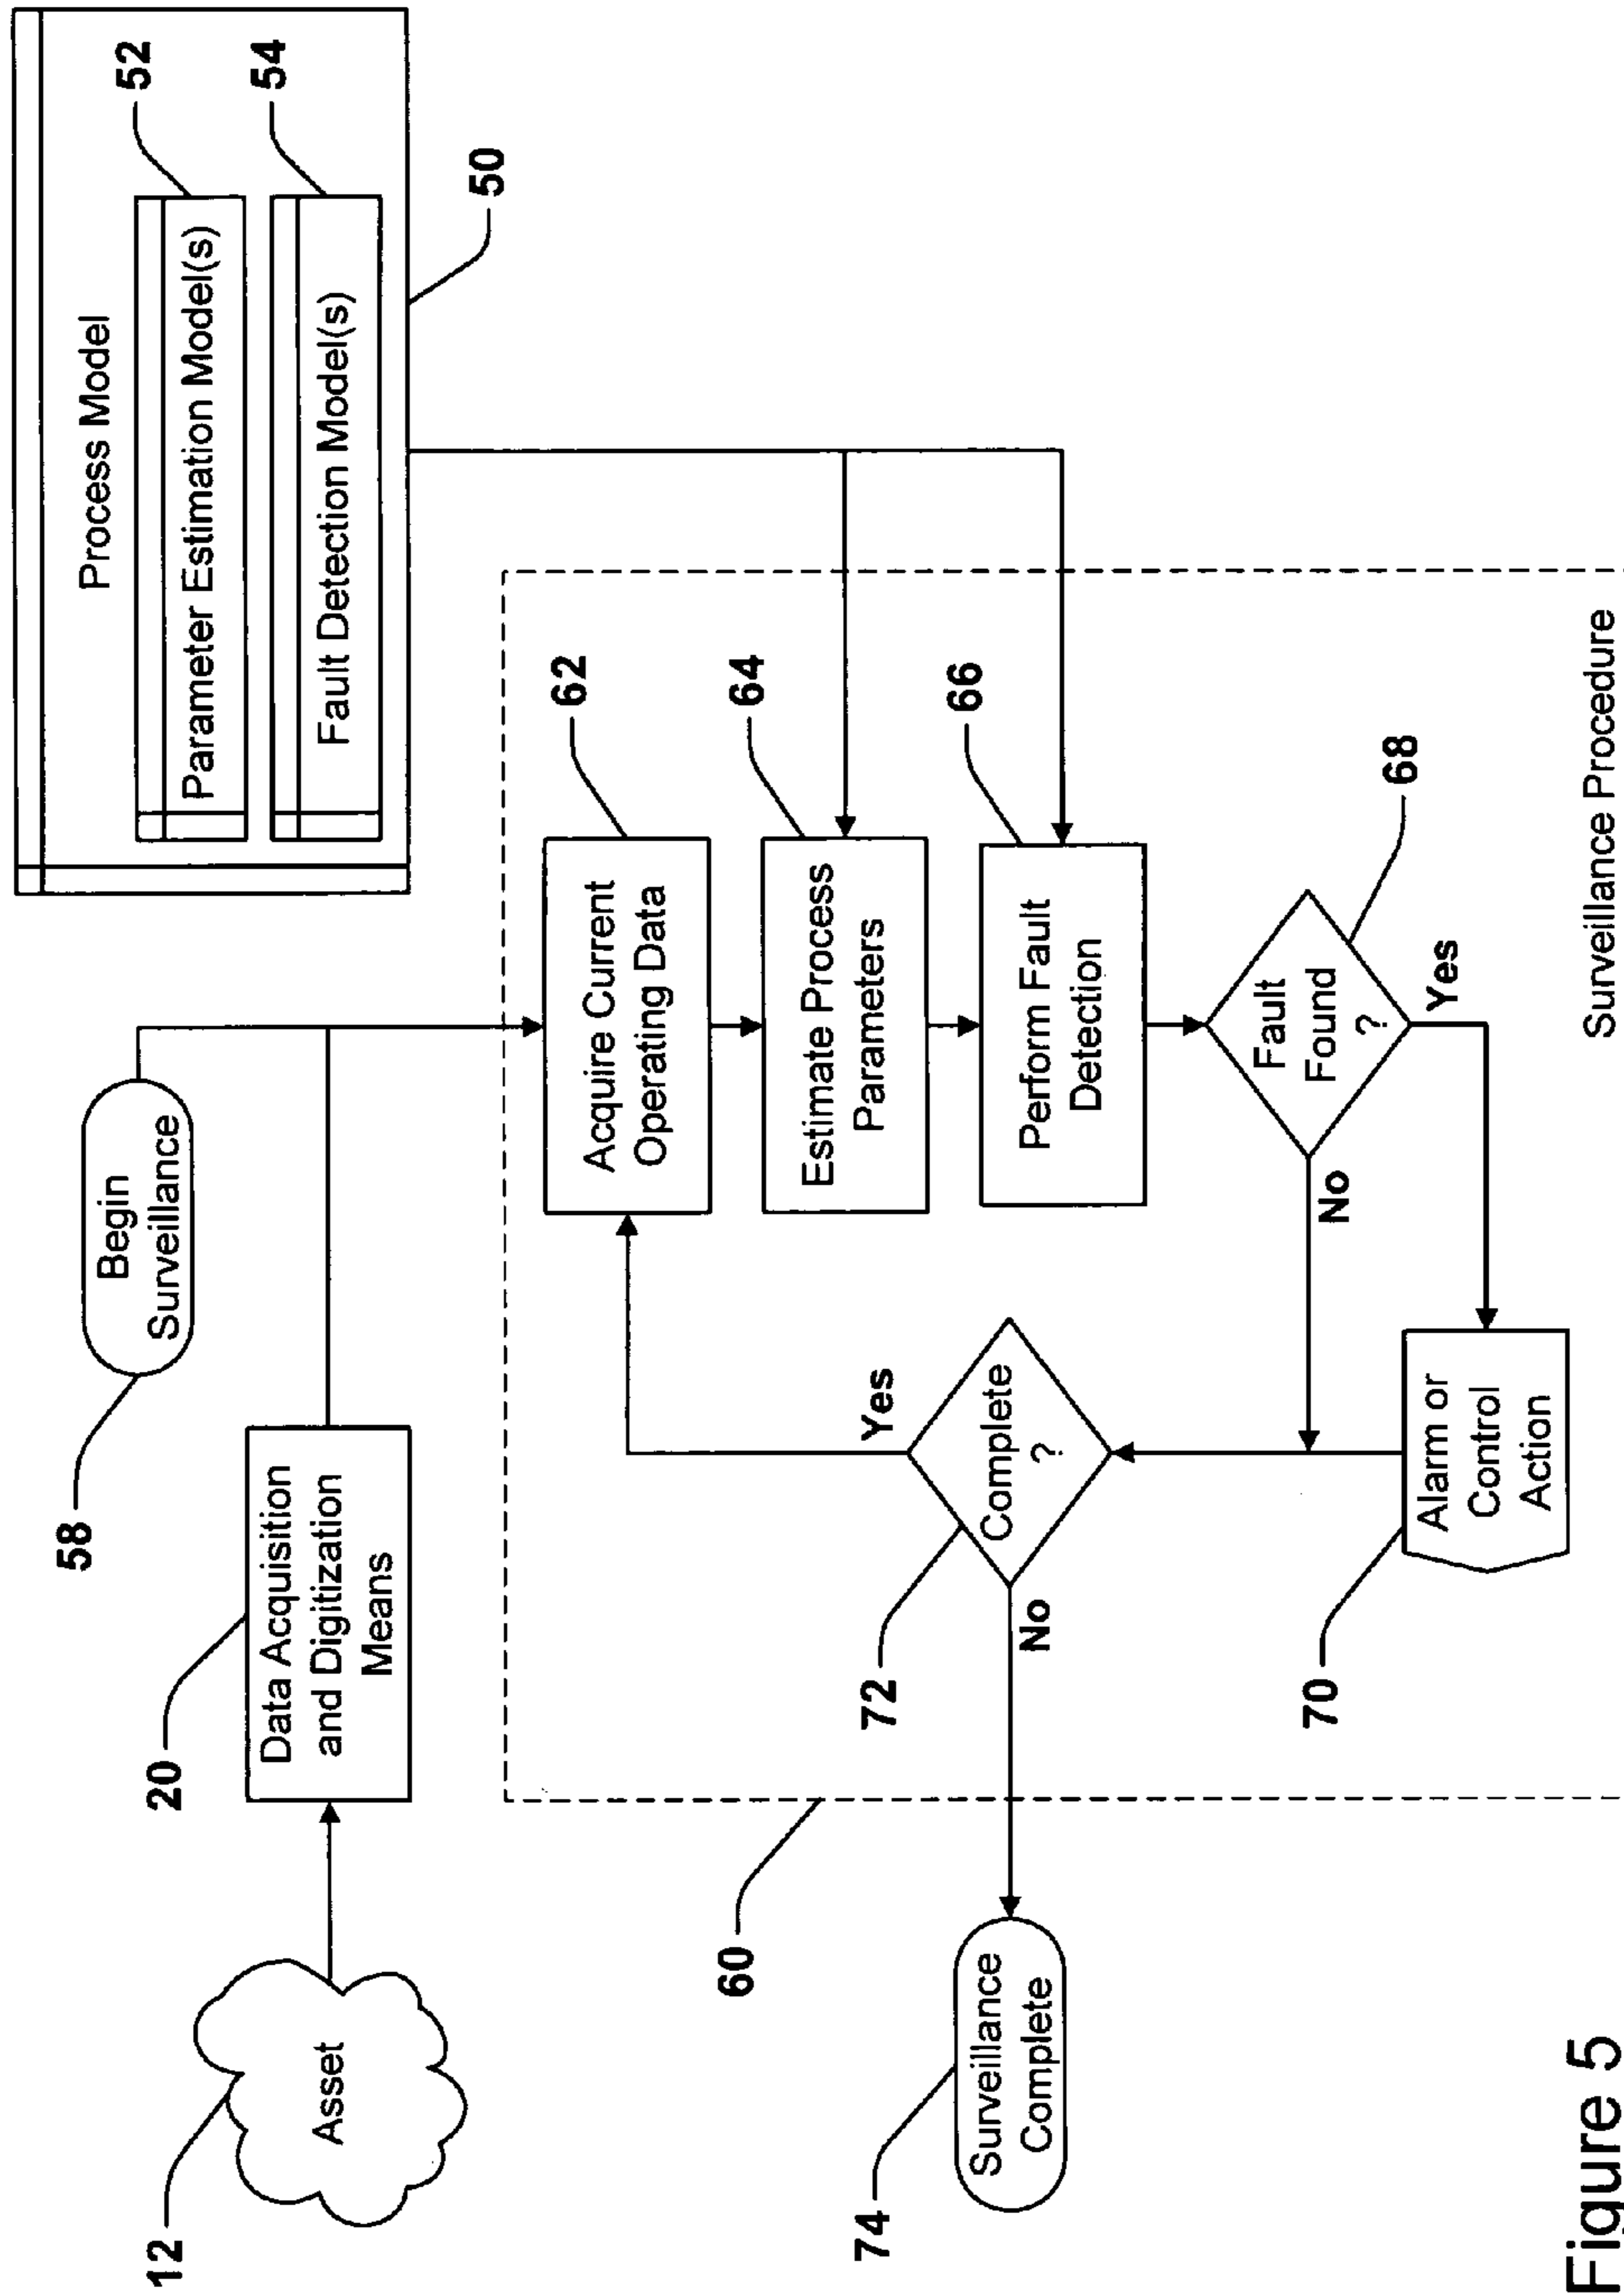 Process Model
52
Parameter Estimation Model(s)
54
Fault Detection Model(s)
50
58
Begin
Surveillance
12
Asset
20
Data Acquisition
and Digitization
Means
62
Acquire Current
Operating Data
64
Estimate Process
Parameters
66
Perform Fault
Detection
68
Fault
Found
?
Yes
No
70
Alarm or
Control
Action
72
Complete
?
Yes
No
60
74
Surveillance
Complete
Surveillance Procedure
Figure 5